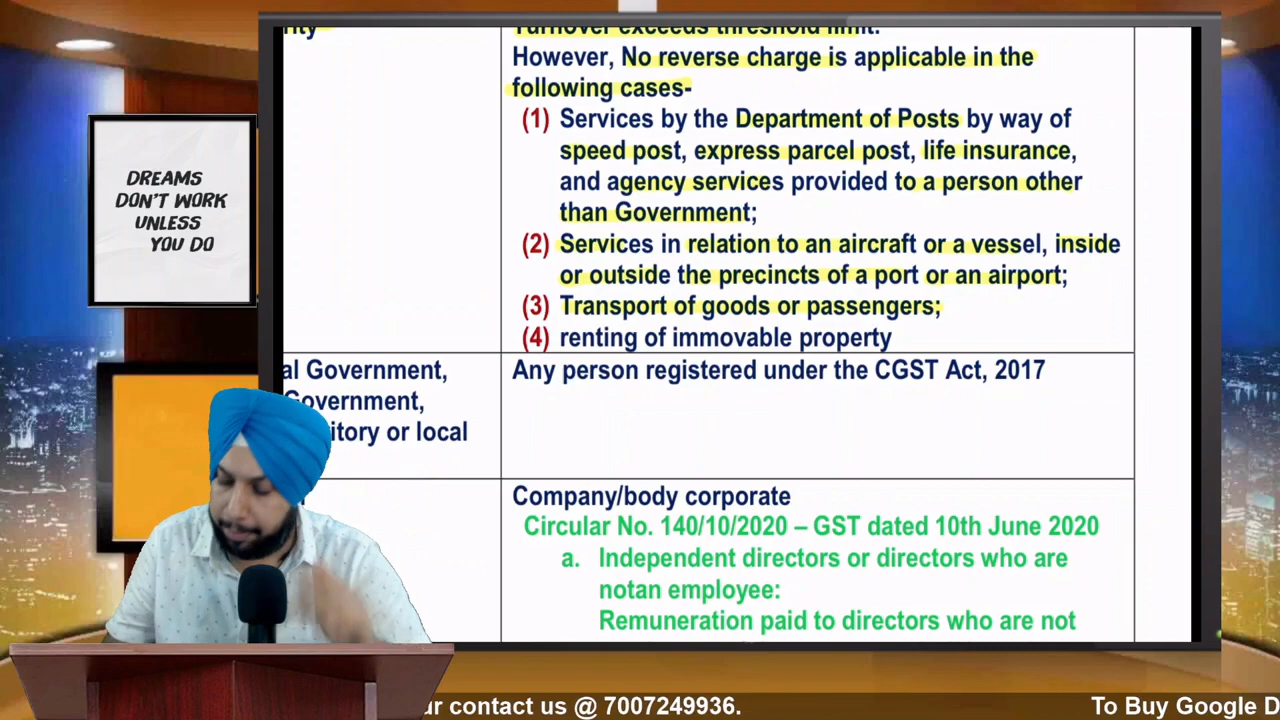 DREAMS
DON'T WORK
UNLESS
YOU DO
Turnover exceeds threshold limit.
However, No reverse charge is applicable in the
following cases-
(1) Services by the Department of Posts by way of
speed post, express parcel post, life insurance,
and agency services provided to a person other
than Government;
(2) Services in relation to an aircraft or a vessel, inside
or outside the precincts of a port or an airport;
(3) Transport of goods or passengers;
(4) renting of immovable property
al Government,
Government,
itory or local
Any person registered under the CGST Act, 2017
Company/body corporate
Circular No. 140/10/2020 – GST dated 10th June 2020
a. Independent directors or directors who are
notan employee:
Remuneration paid to directors who are not
contact us @ 7007249936.
To Buy Google D